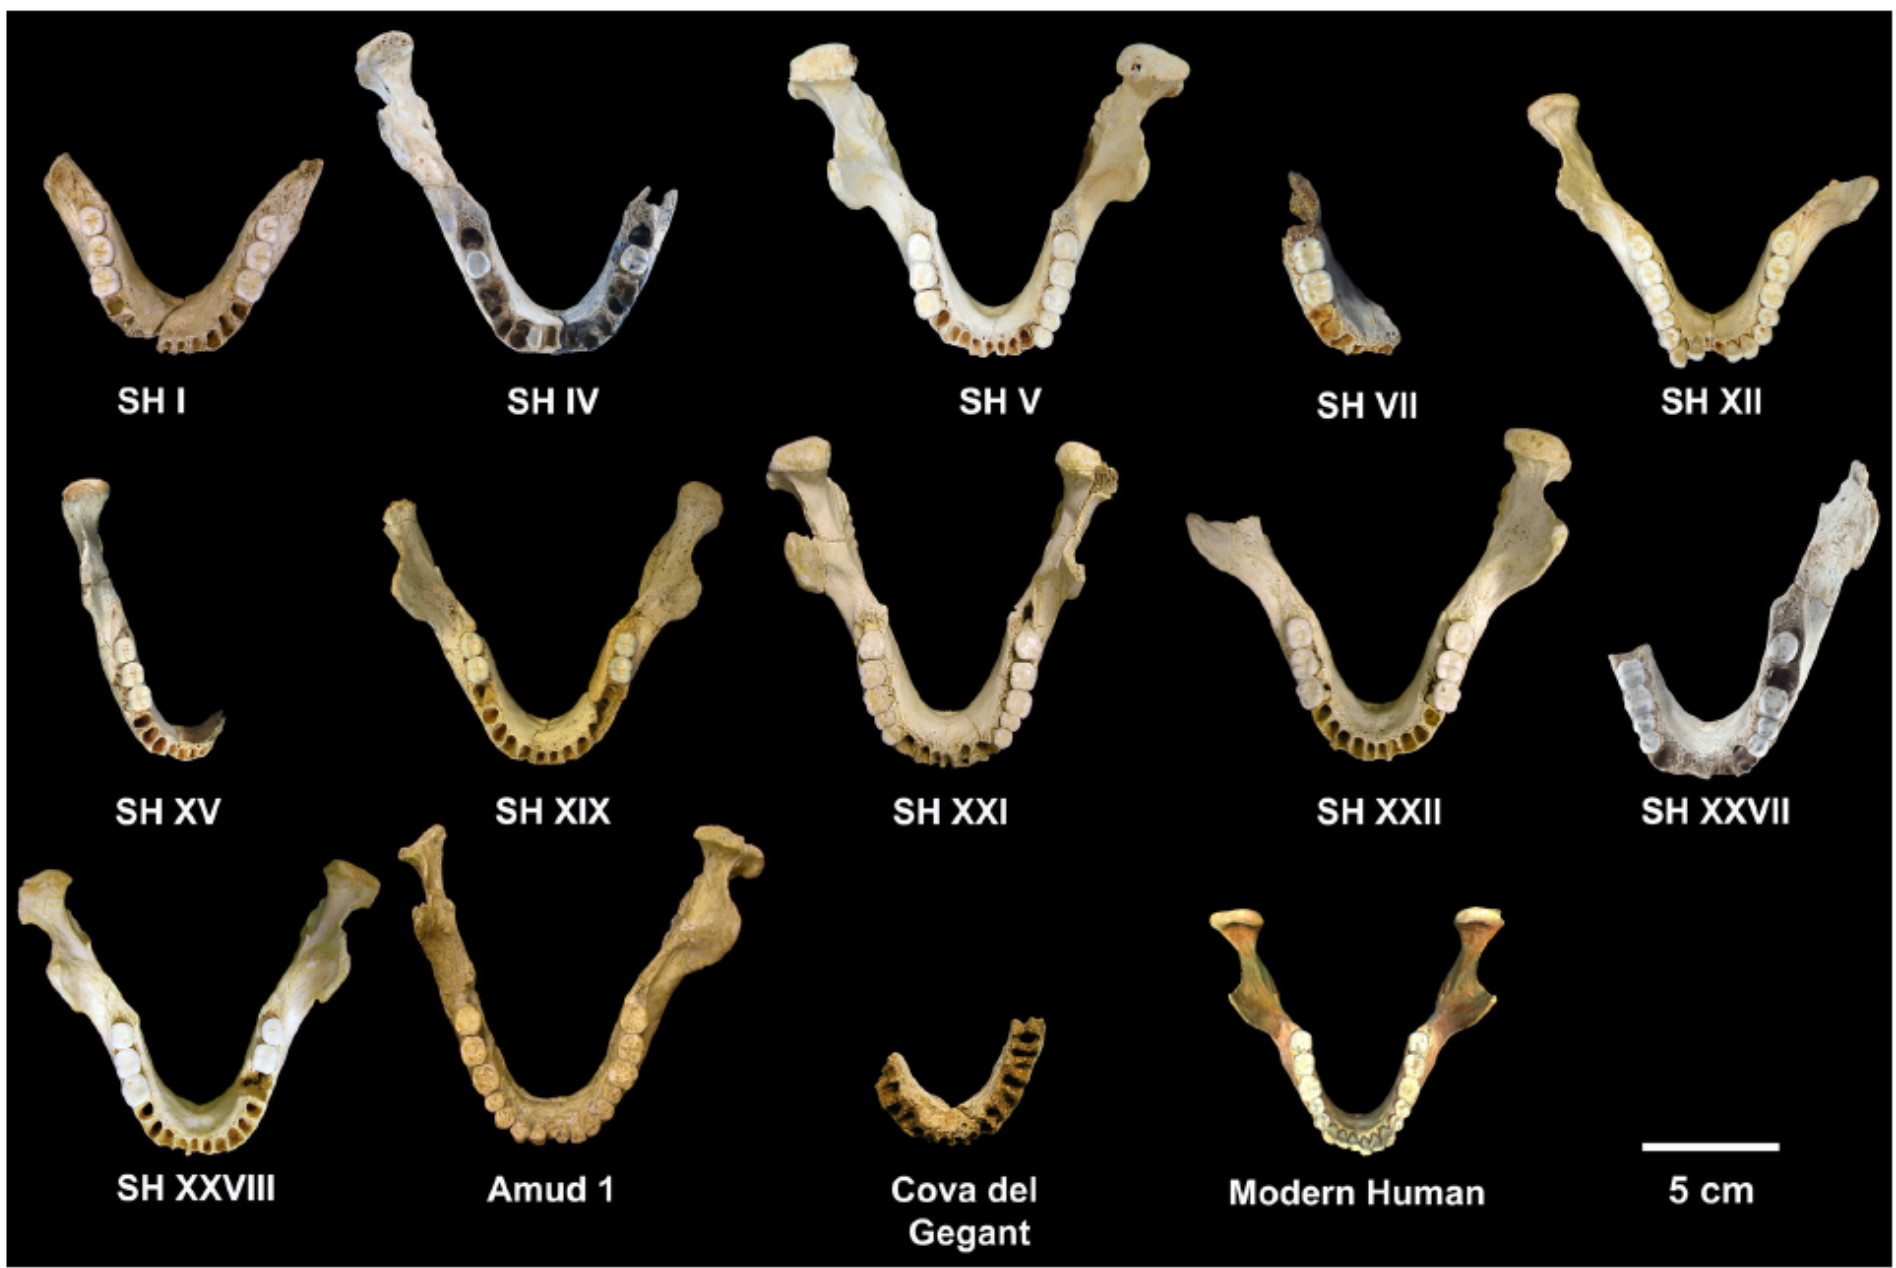 SH I
SH IV
SH V
SH VII
SH XII
SH XV
SH XIX
SH XXI
SH XXII
SH XXVII
SH XXVIII
Amud 1
Cova del
Gegant
Modern Human
5 cm